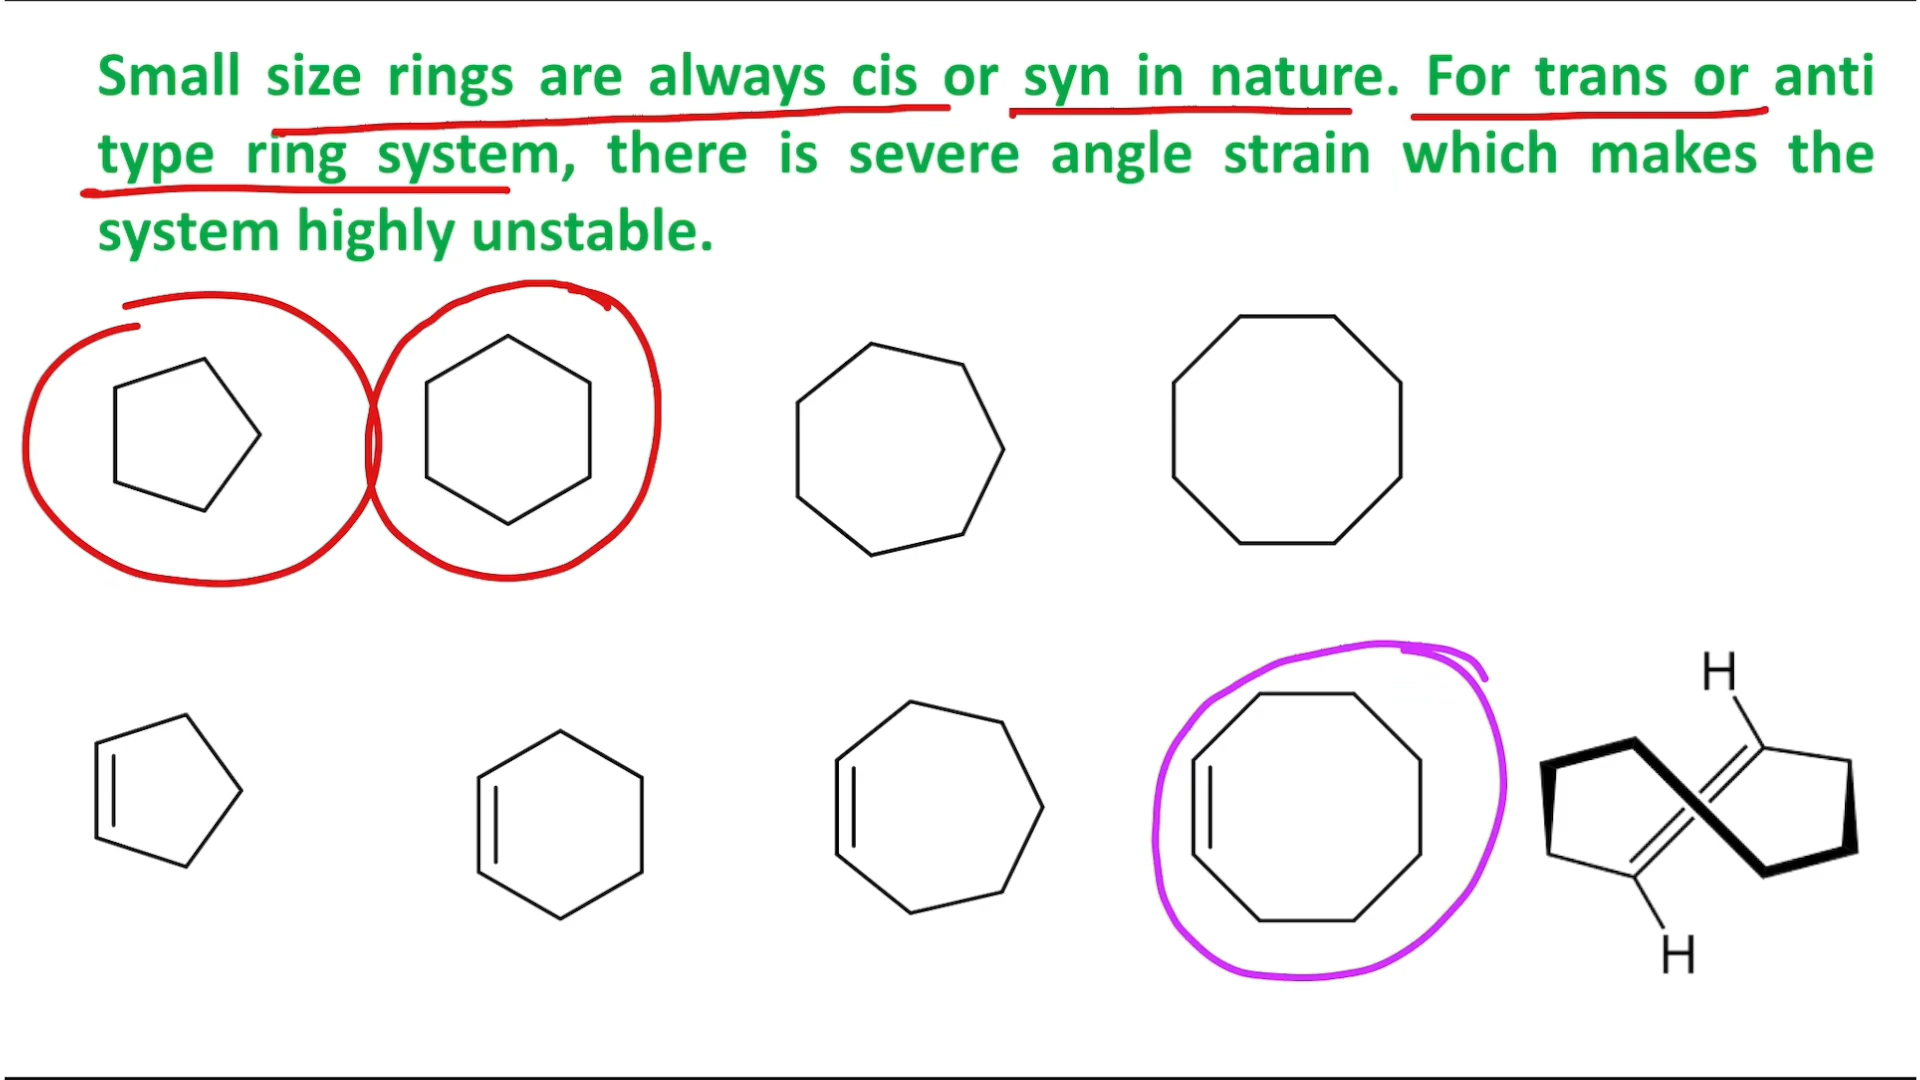 Small size rings are always cis or syn in nature. For trans or anti
type ring system, there is severe angle strain which makes the
system highly unstable.
H
H